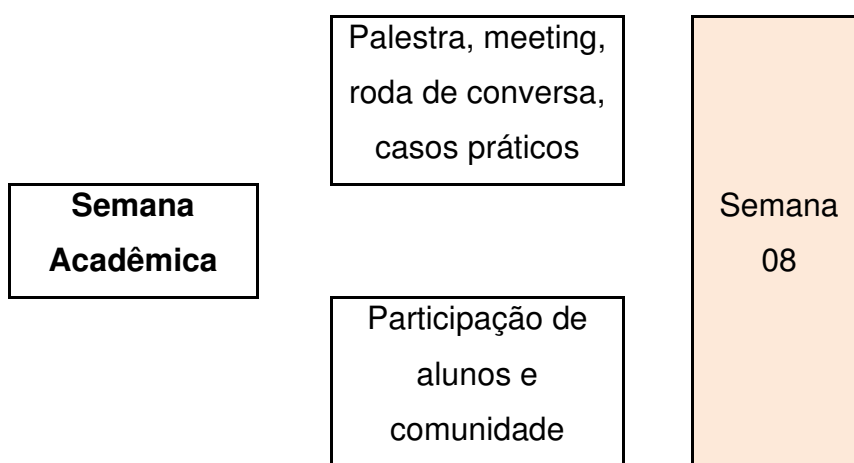 Palestra, meeting,
roda de conversa,
casos práticos
Semana
Acadêmica
Semana
08
Participação de
alunos e
comunidade